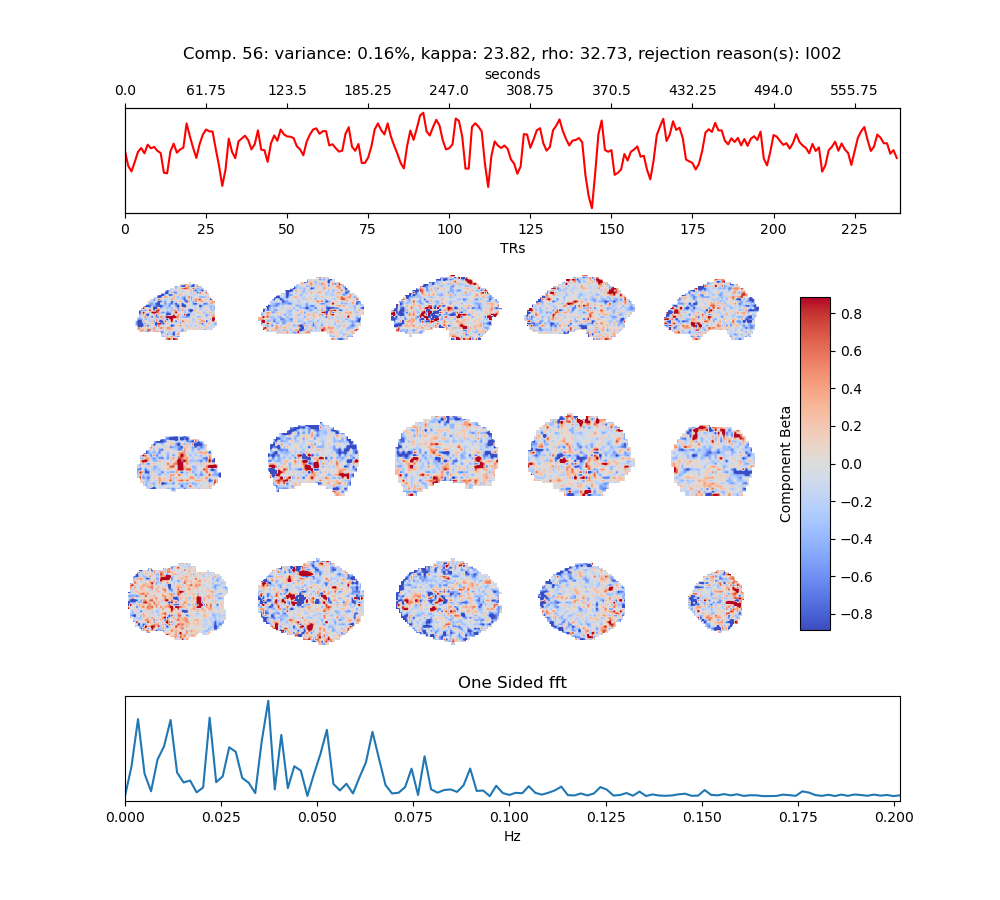 Comp. 56: variance: 0.16%, kappa: 23.82, rho: 32.73, rejection reason(s): I002
seconds
0.0 61.75 123.5 185.25 247.0 308.75 370.5 432.25 494.0 555.75
0 25 50 75 100 125 150 175 200 225
TRs
0.8
0.6
0.4
0.2
0.0
−0.2
−0.4
−0.6
−0.8
Component Beta
One Sided fft
0.000 0.025 0.050 0.075 0.100 0.125 0.150 0.175 0.200
Hz